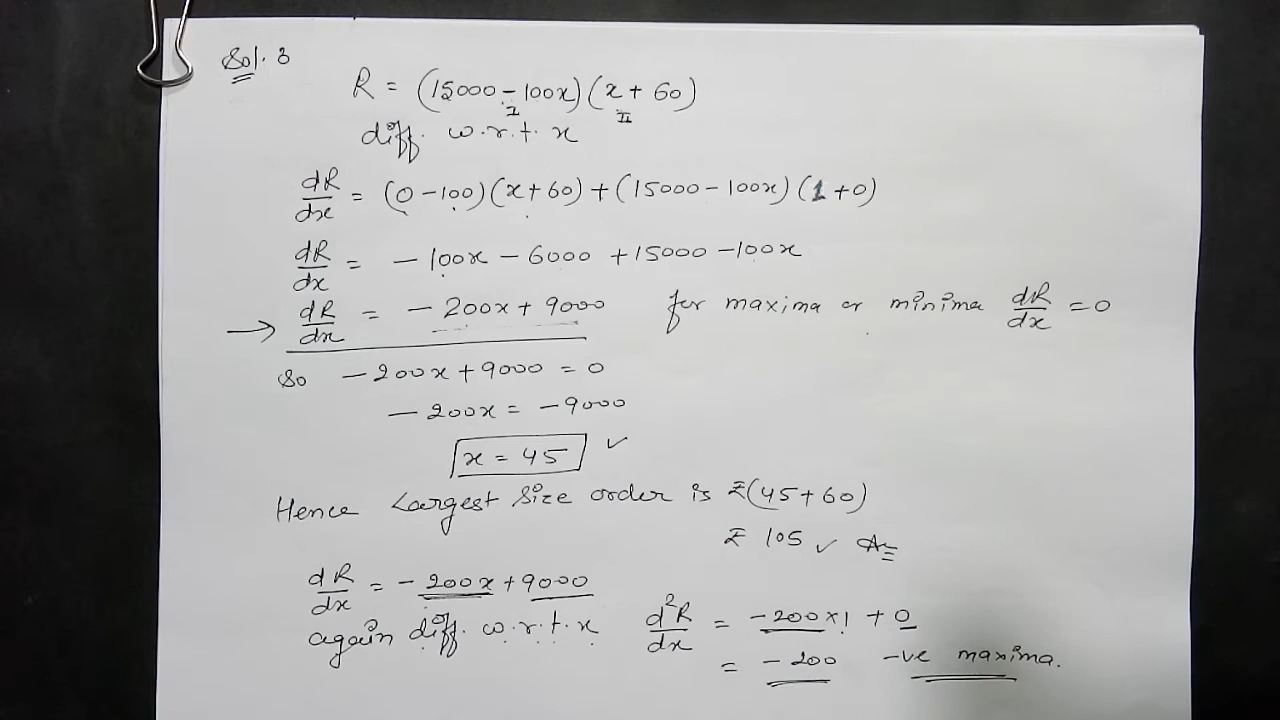 Sol. 8
R = (15000 - 100x) (x + 60)
I II
diff. w.r.t. x
dR/dx = (0 - 100) (x + 60) + (15000 - 100x) (1 + 0)
dR/dx = - 100x - 6000 + 15000 - 100x
→ dR/dx = - 200x + 9000 for maxima or minima dR/dx = 0
So - 200x + 9000 = 0
- 200x = - 9000
x = 45 ✓
Hence Largest Size order is ₹(45 + 60)
₹ 105 ✓ Ans
dR/dx = - 200x + 9000
again diff. w.r.t. x d²R/dx = - 200 x 1 + 0
= - 200 -ve maxima.